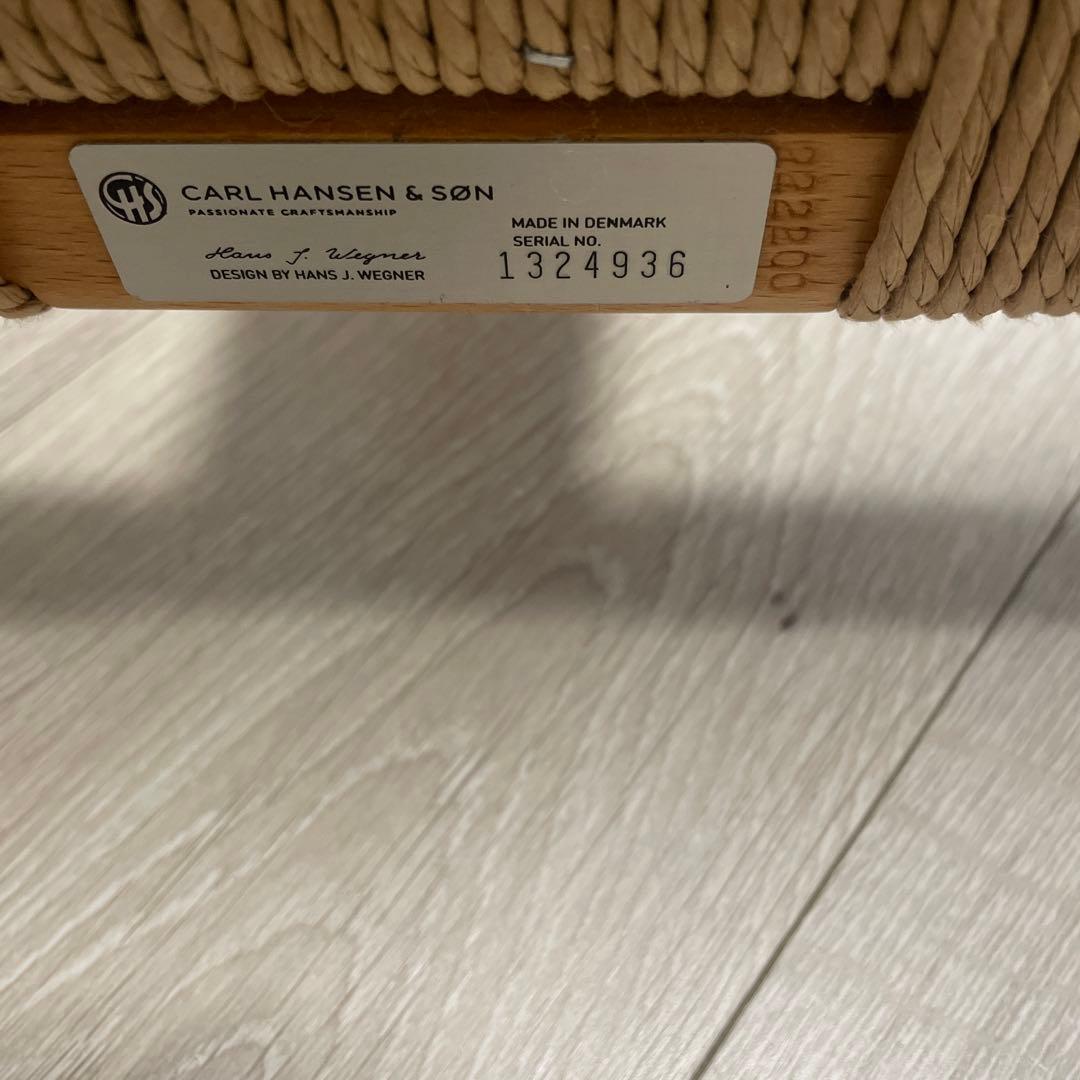 CHS
CARL HANSEN & SØN
PASSIONATE CRAFTSMANSHIP
Hans J. Wegner
DESIGN BY HANS J. WEGNER
MADE IN DENMARK
SERIAL NO.
1324936